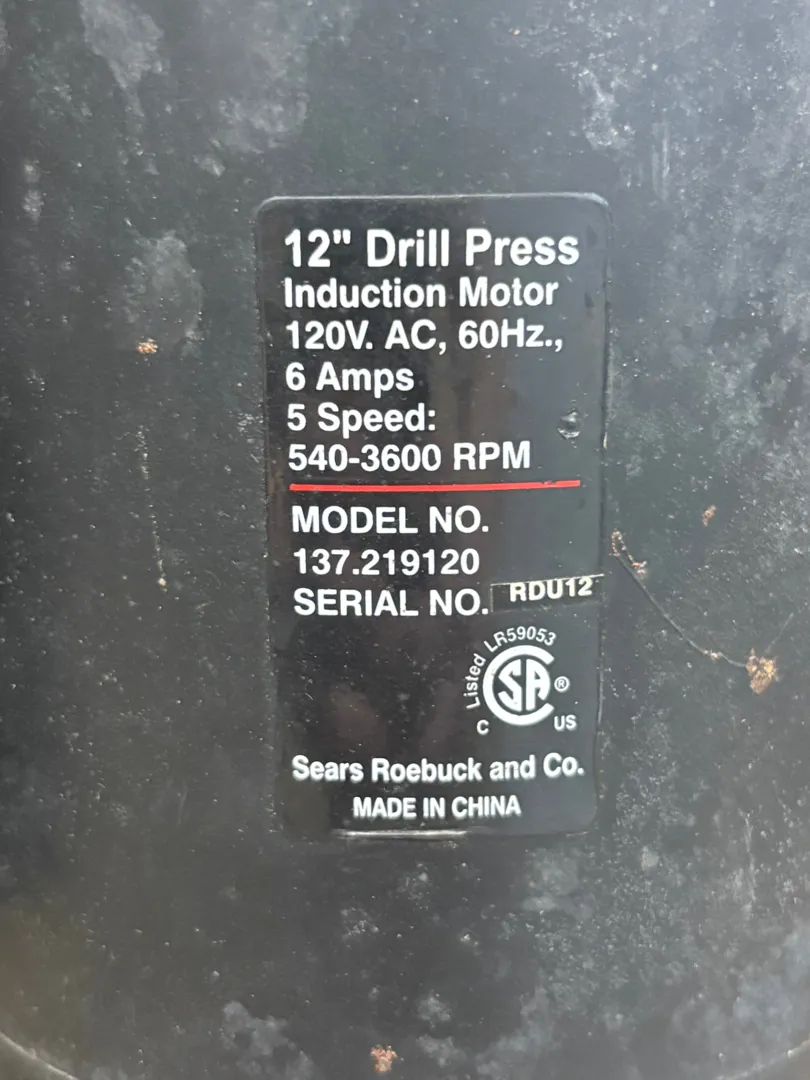 12" Drill Press
Induction Motor
120V. AC, 60Hz.,
6 Amps
5 Speed:
540-3600 RPM
MODEL NO.
137.219120
SERIAL NO. RDU12
Listed LR59053
C SA ® US
Sears Roebuck and Co.
MADE IN CHINA